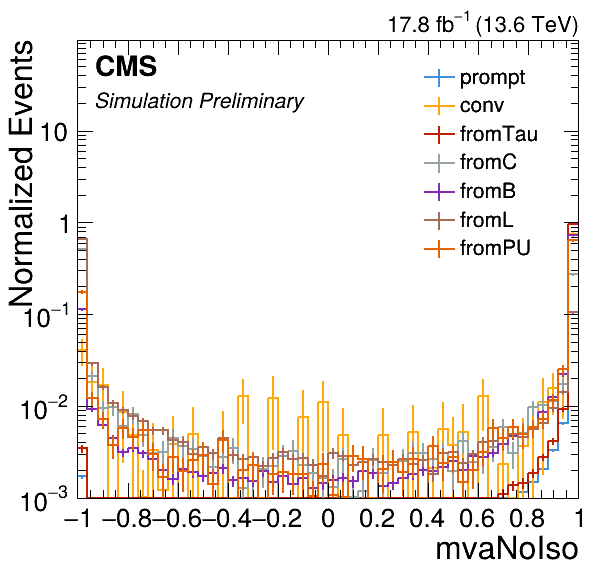 17.8 fb⁻¹ (13.6 TeV)
CMS
Simulation Preliminary
Normalized Events
prompt
conv
fromTau
fromC
fromB
fromL
fromPU
10
1
10⁻¹
10⁻²
10⁻³
−1 −0.8 −0.6 −0.4 −0.2 0 0.2 0.4 0.6 0.8 1
mvaNoIso